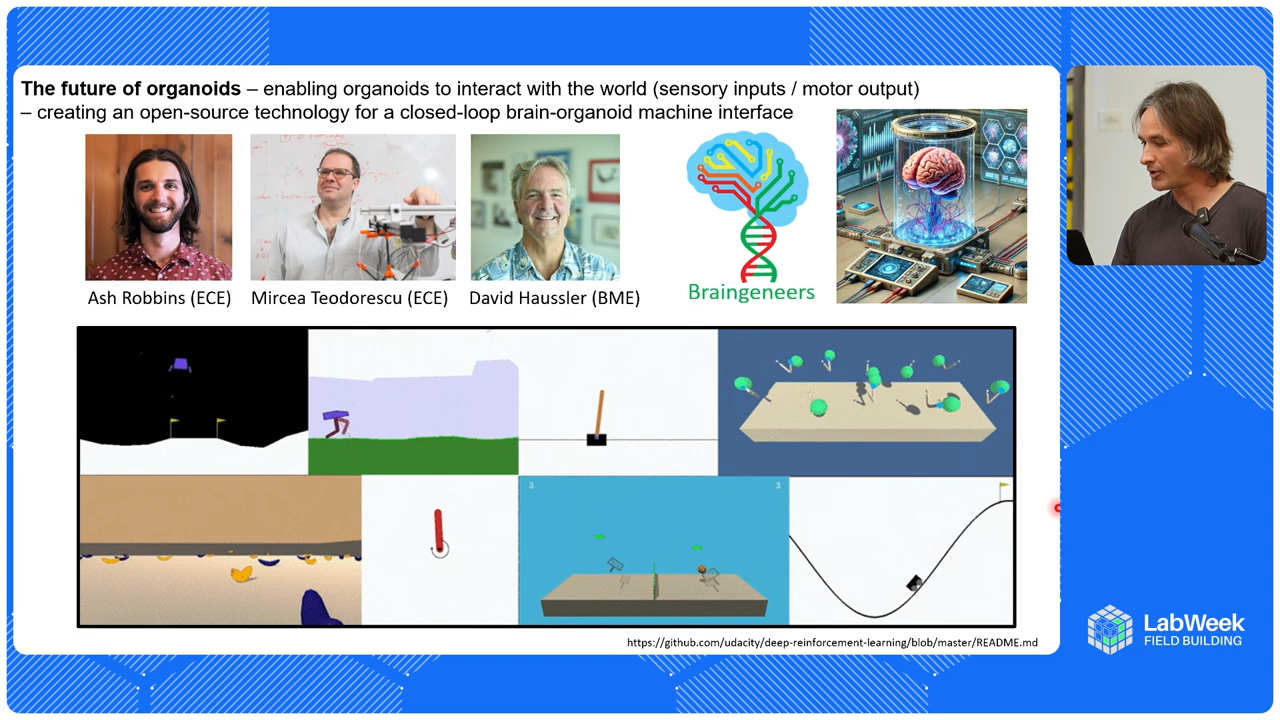 The future of organoids – enabling organoids to interact with the world (sensory inputs / motor output)
– creating an open-source technology for a closed-loop brain-organoid machine interface
Ash Robbins (ECE)
Mircea Teodorescu (ECE)
David Haussler (BME)
Braingeneers
3
3
https://github.com/udacity/deep-reinforcement-learning/blob/master/README.md
LabWeek
FIELD BUILDING